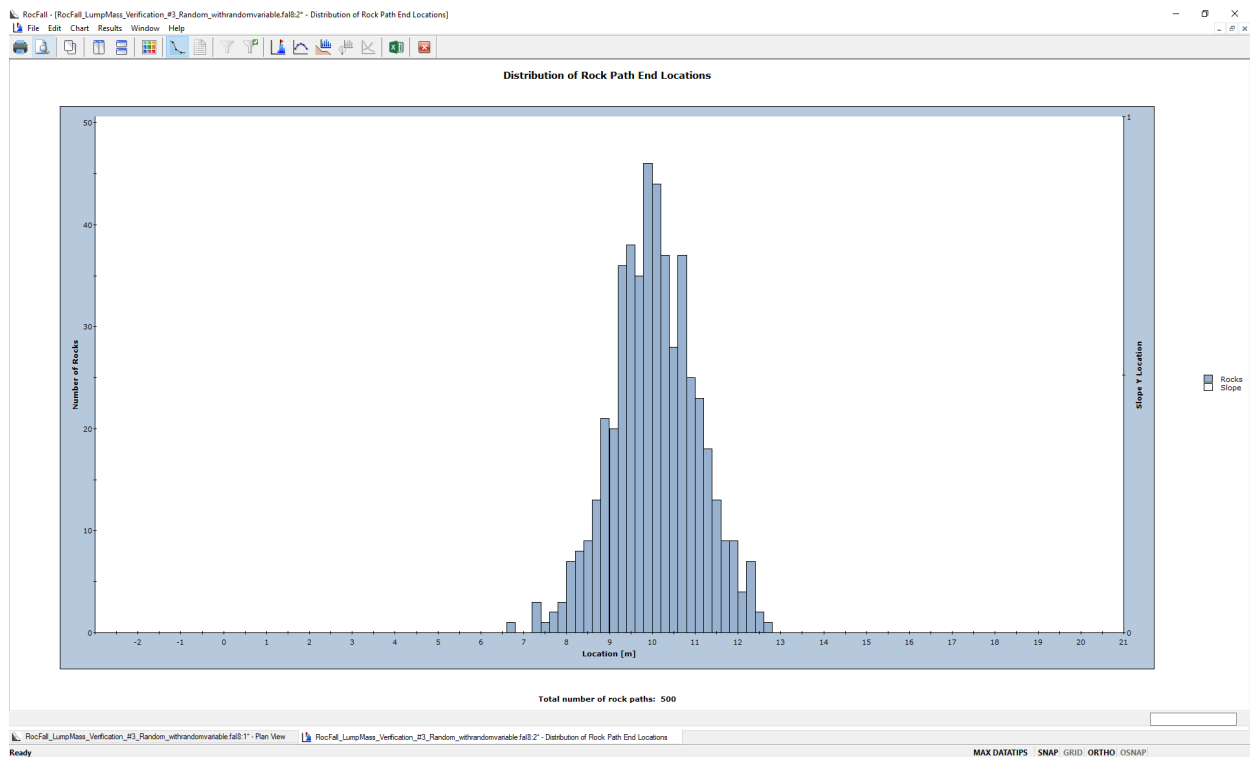 RocFall - [RocFall_LumpMass_Verification_#3_Random_withrandomvariable.fal8:2* - Distribution of Rock Path End Locations]
File Edit Chart Results Window Help
Distribution of Rock Path End Locations
50
40
30
20
10
0
Number of Rocks
1
0
Slope Y Location
Rocks
Slope
-2 -1 0 1 2 3 4 5 6 7 8 9 10 11 12 13 14 15 16 17 18 19 20 21
Location [m]
Total number of rock paths: 500
RocFall_LumpMass_Verification_#3_Random_withrandomvariable.fal8:1* - Plan View
RocFall_LumpMass_Verification_#3_Random_withrandomvariable.fal8:2* - Distribution of Rock Path End Locations
Ready
MAX DATATIPS SNAP GRID ORTHO OSNAP